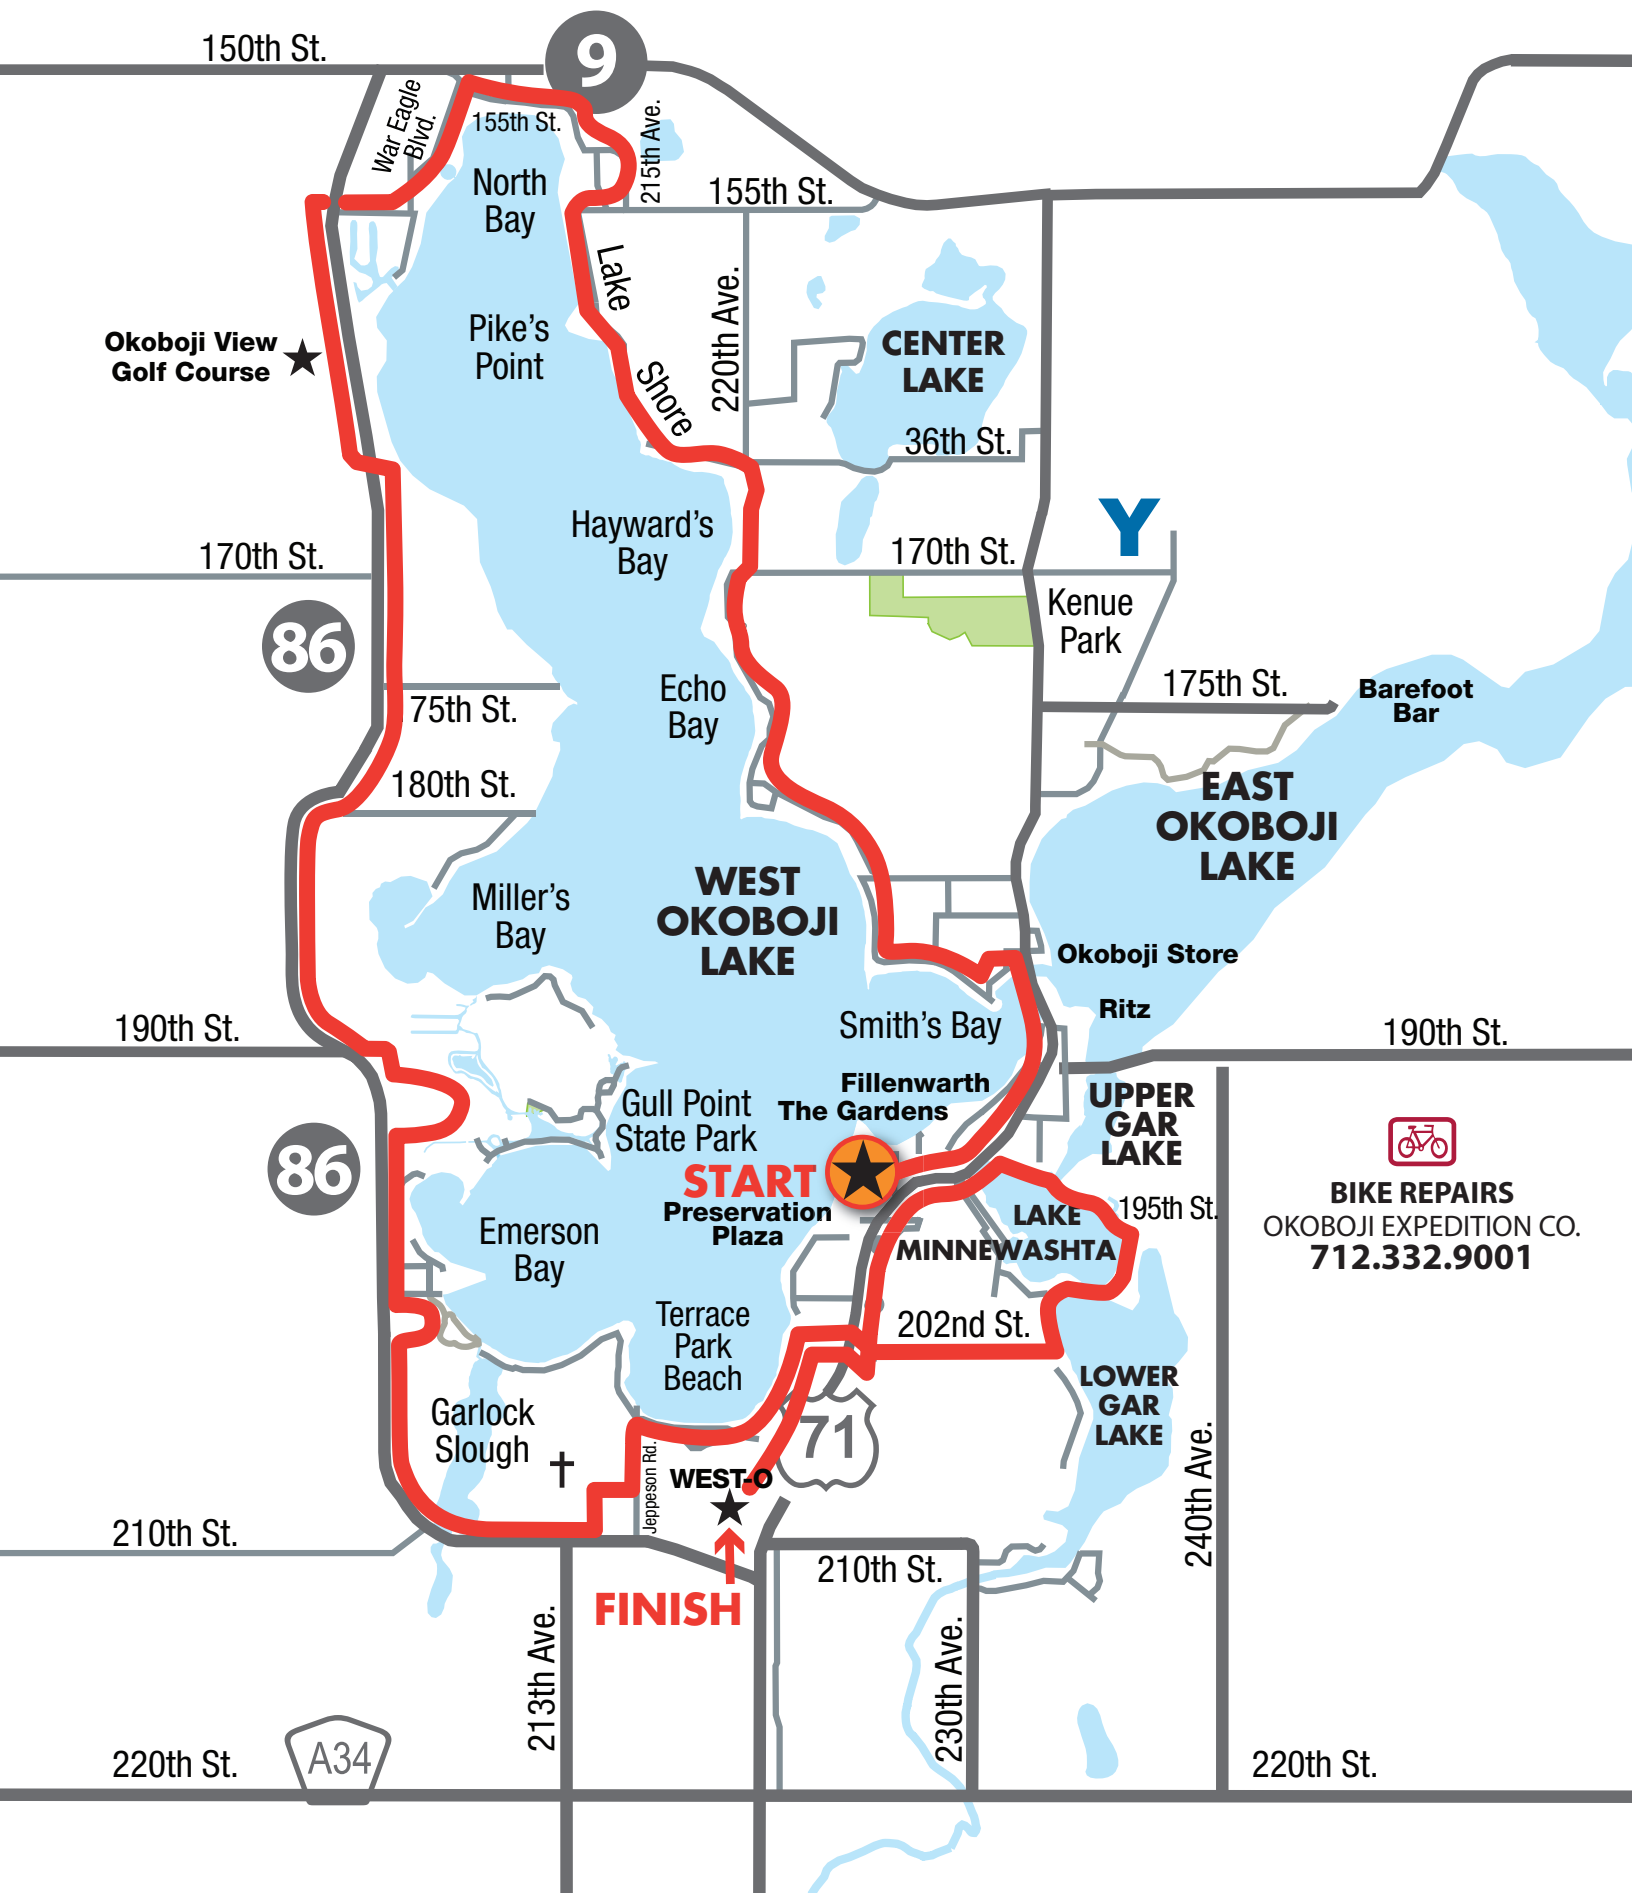 150th St.
9
War Eagle
Blvd.
155th St.
215th Ave.
North
Bay
155th St.
Lake
Shore
220th Ave.
Pike's
Point
Okoboji View
Golf Course
CENTER
LAKE
36th St.
Hayward's
Bay
Y
170th St.
170th St.
Kenue
Park
86
Echo
Bay
175th St.
Barefoot
Bar
75th St.
180th St.
EAST
OKOBOJI
LAKE
Miller's
Bay
WEST
OKOBOJI
LAKE
Okoboji Store
Ritz
Smith's Bay
190th St.
190th St.
Fillenwarth
The Gardens
Gull Point
State Park
UPPER
GAR
LAKE
86
START
Preservation
Plaza
LAKE
MINNEWASHTA
195th St.
BIKE REPAIRS
OKOBOJI EXPEDITION CO.
712.332.9001
Emerson
Bay
Terrace
Park
Beach
202nd St.
LOWER
GAR
LAKE
Garlock
Slough
71
Jeppeson Rd.
WEST-O
240th Ave.
210th St.
210th St.
FINISH
213th Ave.
230th Ave.
220th St.
A34
220th St.